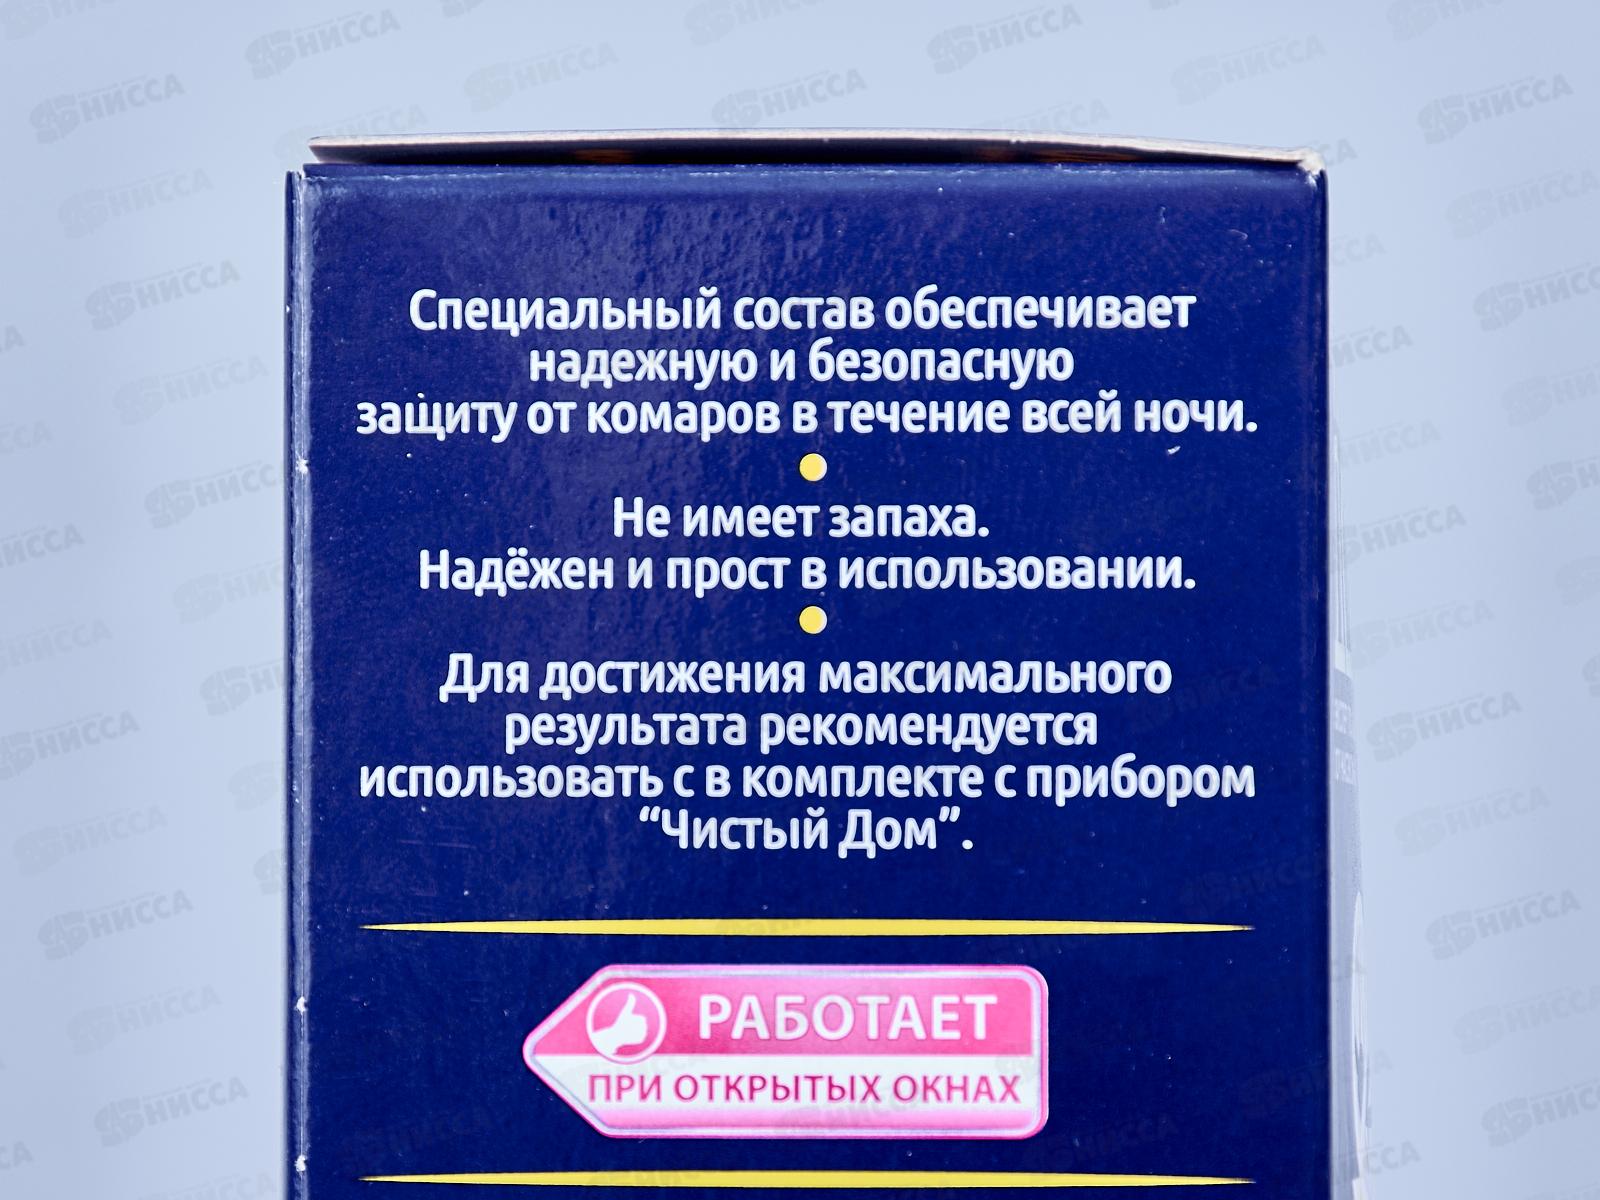 Специальный состав обеспечивает
надежную и безопасную
защиту от комаров в течение всей ночи.
Не имеет запаха.
Надёжен и прост в использовании.
Для достижения максимального
результата рекомендуется
использовать с в комплекте с прибором
“Чистый Дом”.
РАБОТАЕТ
ПРИ ОТКРЫТЫХ ОКНАХ
НИССА